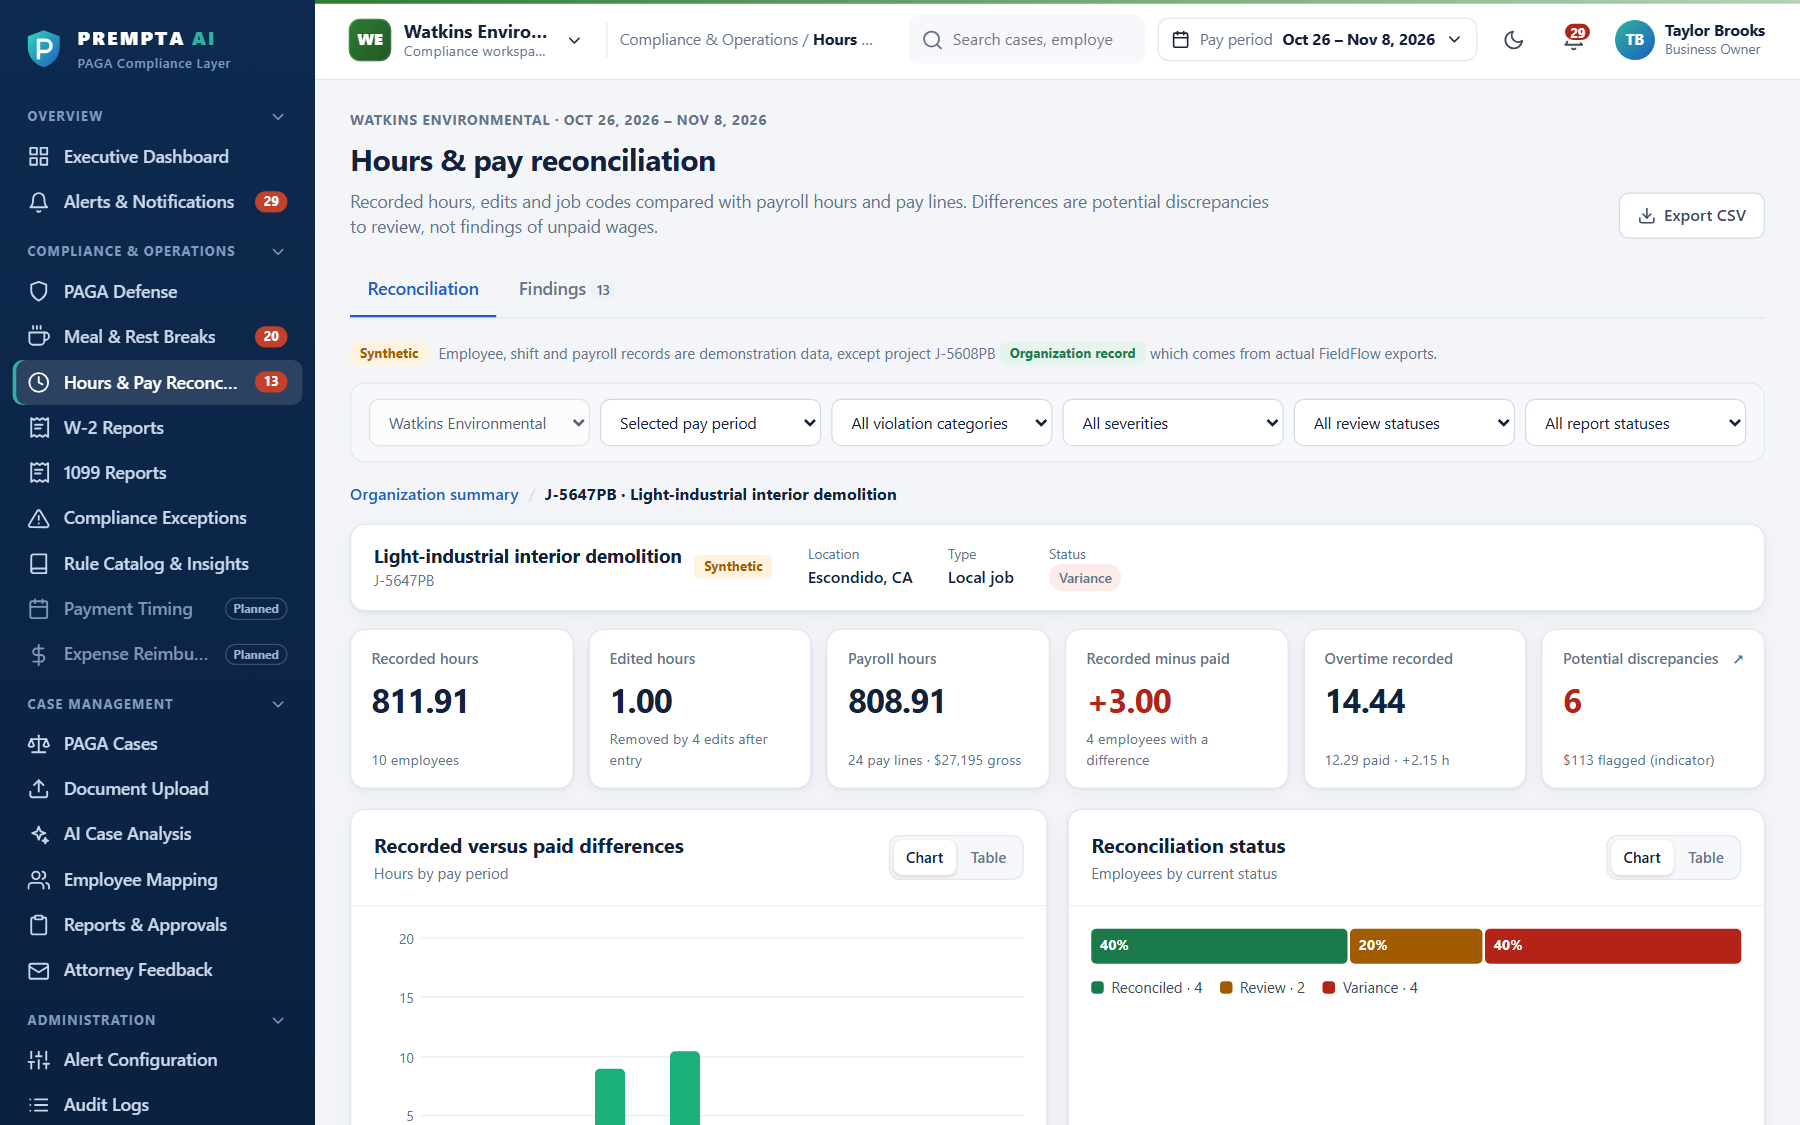 PREMPTA AI
PAGA Compliance Layer
OVERVIEW
Executive Dashboard
Alerts & Notifications 29
COMPLIANCE & OPERATIONS
PAGA Defense
Meal & Rest Breaks 20
Hours & Pay Reconc... 13
W-2 Reports
1099 Reports
Compliance Exceptions
Rule Catalog & Insights
Payment Timing Planned
Expense Reimbu... Planned
CASE MANAGEMENT
PAGA Cases
Document Upload
AI Case Analysis
Employee Mapping
Reports & Approvals
Attorney Feedback
ADMINISTRATION
Alert Configuration
Audit Logs
WE
Watkins Enviro...
Compliance workspa...
Compliance & Operations / Hours ...
Search cases, employe
Pay period Oct 26 – Nov 8, 2026
29
TB
Taylor Brooks
Business Owner
WATKINS ENVIRONMENTAL · OCT 26, 2026 – NOV 8, 2026
Hours & pay reconciliation
Recorded hours, edits and job codes compared with payroll hours and pay lines. Differences are potential discrepancies
to review, not findings of unpaid wages.
Export CSV
Reconciliation
Findings 13
Synthetic Employee, shift and payroll records are demonstration data, except project J-5608PB Organization record which comes from actual FieldFlow exports.
Watkins Environmental
Selected pay period
All violation categories
All severities
All review statuses
All report statuses
Organization summary / J-5647PB · Light-industrial interior demolition
Light-industrial interior demolition
J-5647PB
Synthetic
Location
Escondido, CA
Type
Local job
Status
Variance
Recorded hours
811.91
10 employees
Edited hours
1.00
Removed by 4 edits after
entry
Payroll hours
808.91
24 pay lines · $27,195 gross
Recorded minus paid
+3.00
4 employees with a
difference
Overtime recorded
14.44
12.29 paid · +2.15 h
Potential discrepancies ↗
6
$113 flagged (indicator)
Recorded versus paid differences
Hours by pay period
Chart
Table
20
15
10
5
Reconciliation status
Employees by current status
Chart
Table
40%
20%
40%
Reconciled · 4
Review · 2
Variance · 4